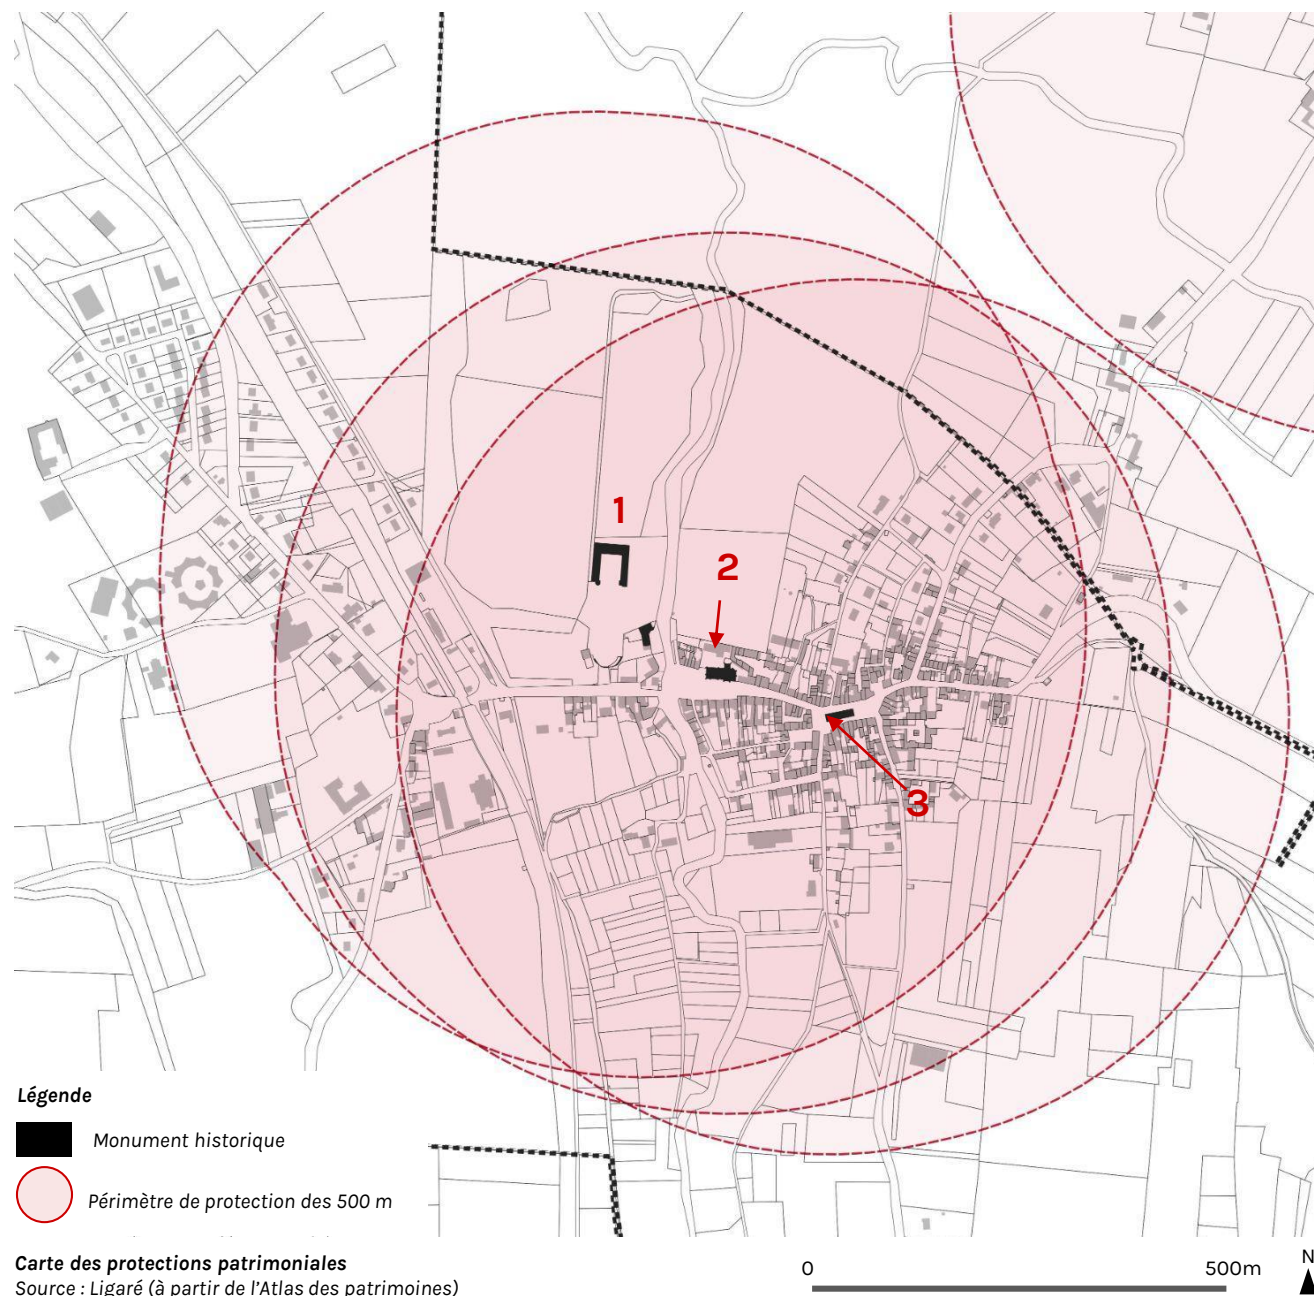 1
2
3
Légende
Monument historique
Périmètre de protection des 500 m
Carte des protections patrimoniales
Source : Ligaré (à partir de l'Atlas des patrimoines)
0 500m
N